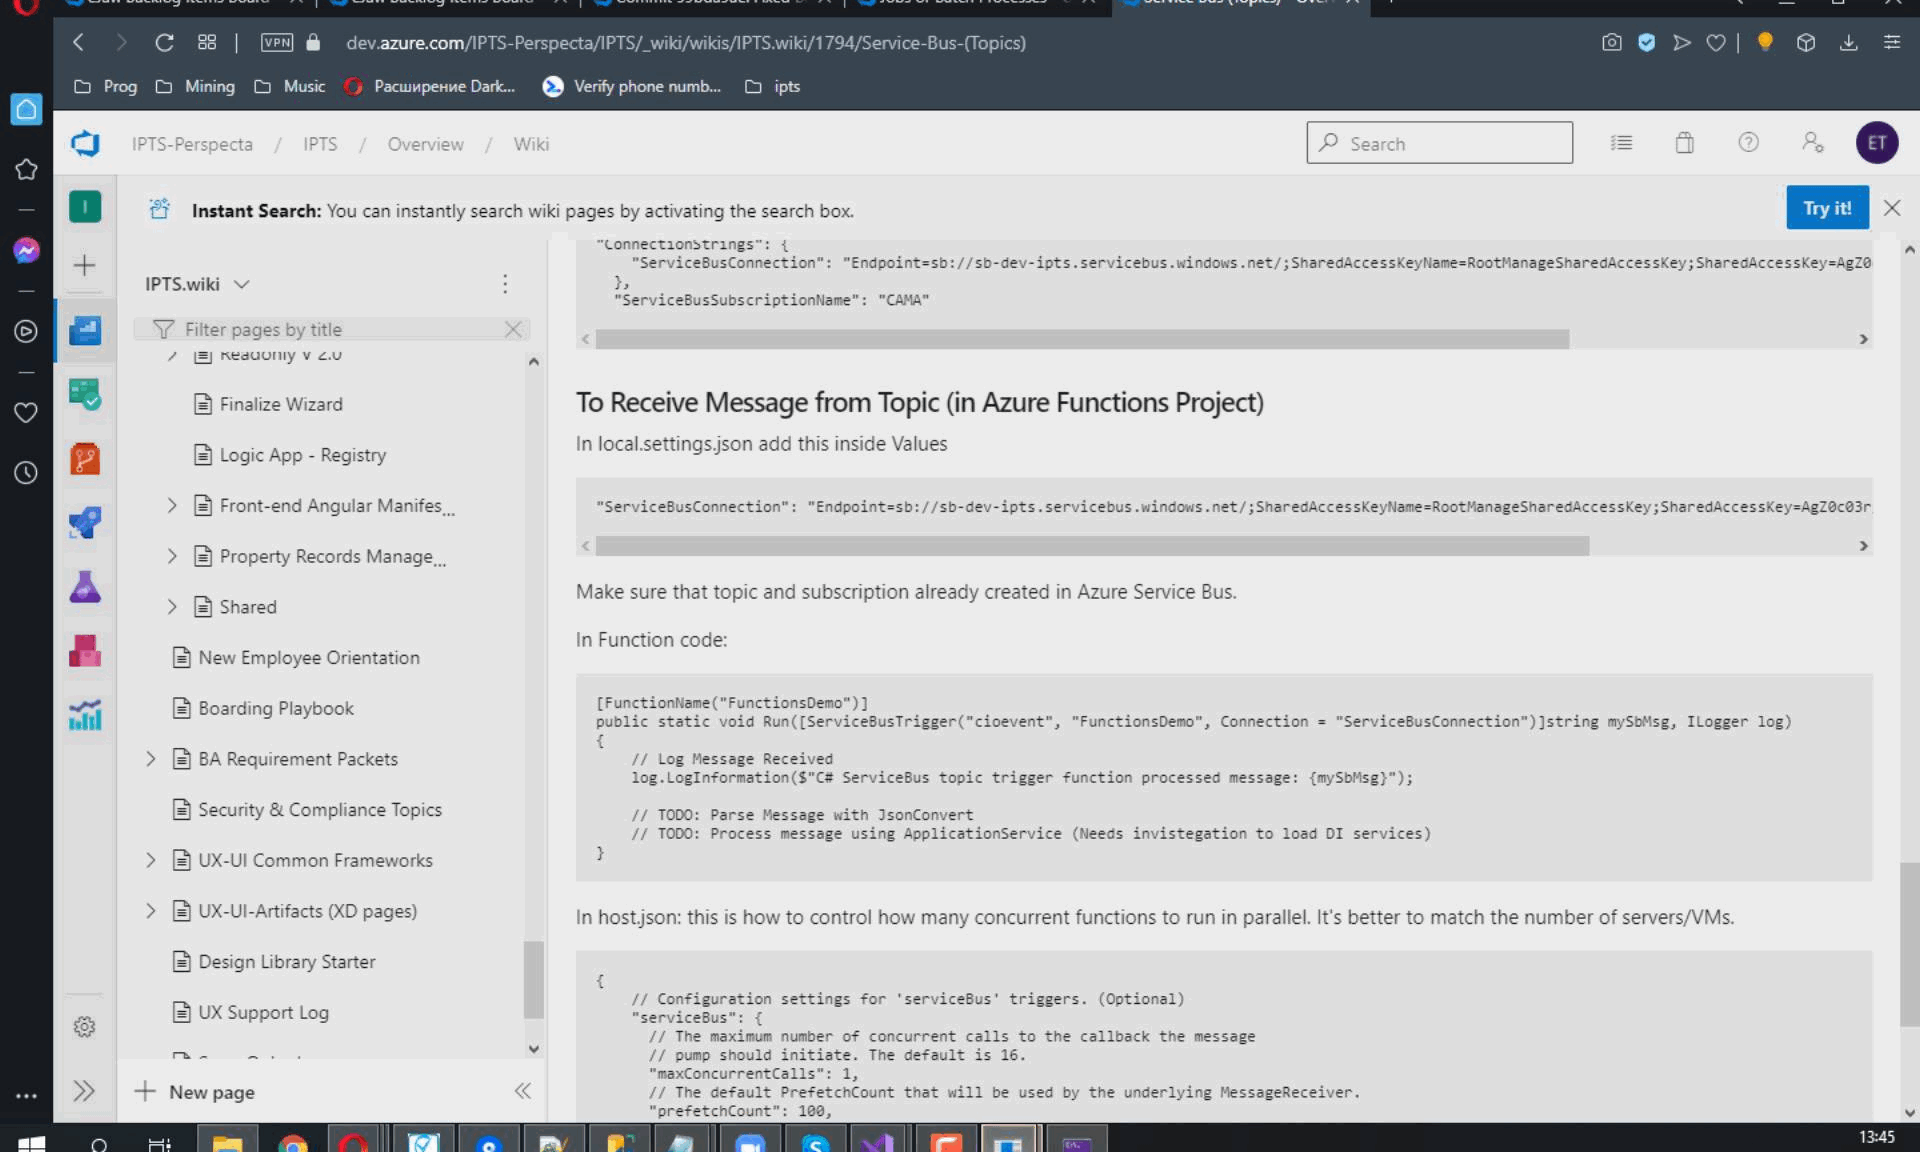 VPN
dev.azure.com/IPTS-Perspecta/IPTS/_wiki/wikis/IPTS.wiki/1794/Service-Bus-(Topics)
Prog
Mining
Music
Расширение Dark...
Verify phone numb...
ipts
IPTS-Perspecta / IPTS / Overview / Wiki
Search
ET
I
Instant Search: You can instantly search wiki pages by activating the search box.
Try it!
IPTS.wiki
Filter pages by title
Readonly V 2.0
Finalize Wizard
Logic App - Registry
Front-end Angular Manifes...
Property Records Manage...
Shared
New Employee Orientation
Boarding Playbook
BA Requirement Packets
Security & Compliance Topics
UX-UI Common Frameworks
UX-UI-Artifacts (XD pages)
Design Library Starter
UX Support Log
New page
"ConnectionStrings": {
"ServiceBusConnection": "Endpoint=sb://sb-dev-ipts.servicebus.windows.net/;SharedAccessKeyName=RootManageSharedAccessKey;SharedAccessKey=AgZ0
},
"ServiceBusSubscriptionName": "CAMA"
To Receive Message from Topic (in Azure Functions Project)
In local.settings.json add this inside Values
"ServiceBusConnection": "Endpoint=sb://sb-dev-ipts.servicebus.windows.net/;SharedAccessKeyName=RootManageSharedAccessKey;SharedAccessKey=AgZ0c03r
Make sure that topic and subscription already created in Azure Service Bus.
In Function code:
[FunctionName("FunctionsDemo")]
public static void Run([ServiceBusTrigger("cioevent", "FunctionsDemo", Connection = "ServiceBusConnection")]string mySbMsg, ILogger log)
{
// Log Message Received
log.LogInformation($"C# ServiceBus topic trigger function processed message: {mySbMsg}");
// TODO: Parse Message with JsonConvert
// TODO: Process message using ApplicationService (Needs invistegation to load DI services)
}
In host.json: this is how to control how many concurrent functions to run in parallel. It's better to match the number of servers/VMs.
{
// Configuration settings for 'serviceBus' triggers. (Optional)
"serviceBus": {
// The maximum number of concurrent calls to the callback the message
// pump should initiate. The default is 16.
"maxConcurrentCalls": 1,
// The default PrefetchCount that will be used by the underlying MessageReceiver.
"prefetchCount": 100,
13:45